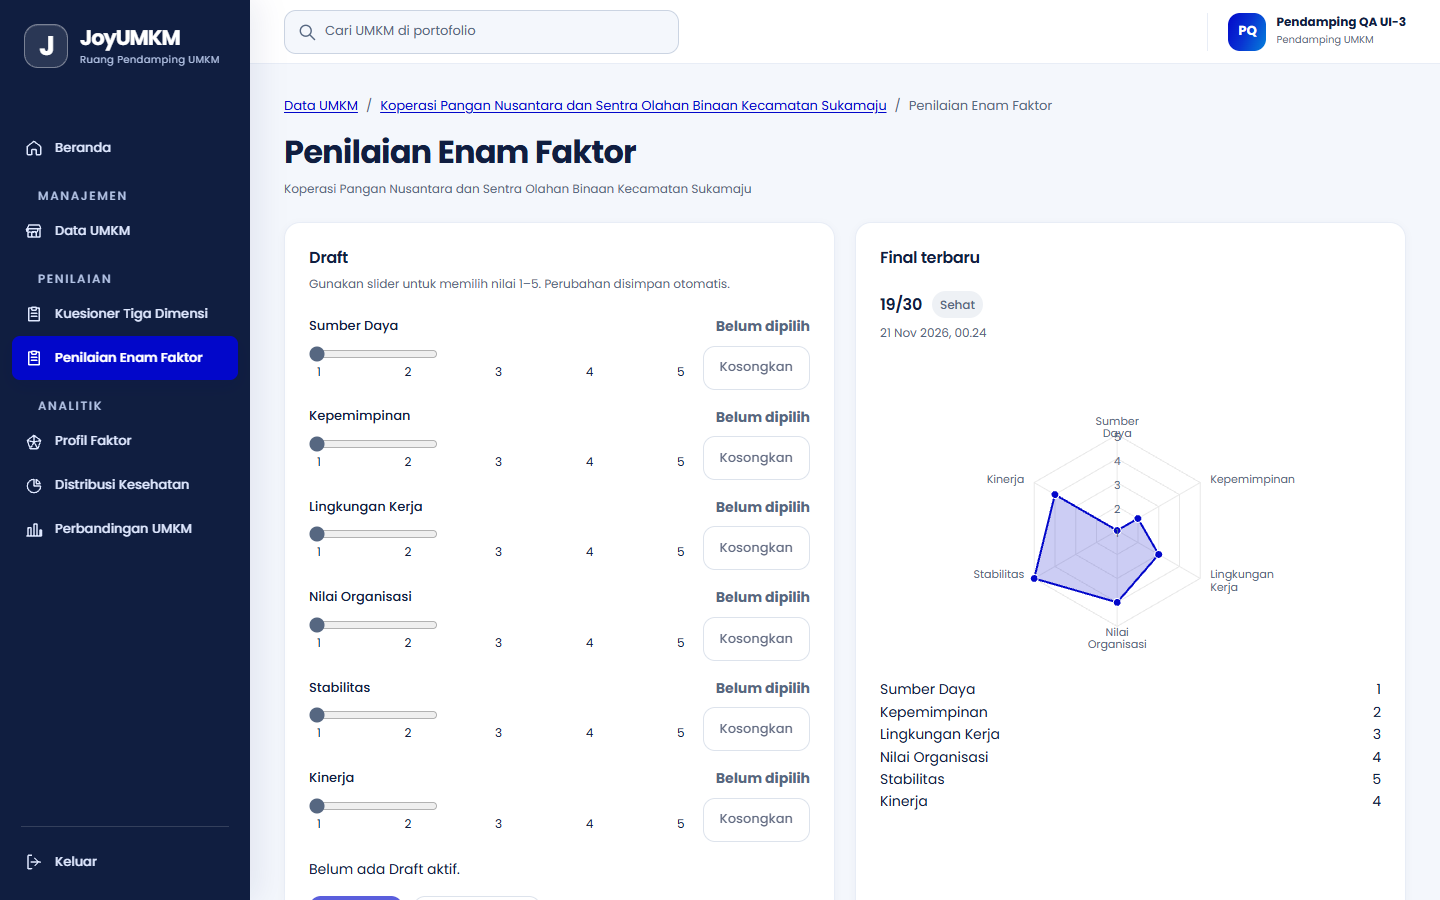 J
JoyUMKM
Ruang Pendamping UMKM
Beranda
MANAJEMEN
Data UMKM
PENILAIAN
Kuesioner Tiga Dimensi
Penilaian Enam Faktor
ANALITIK
Profil Faktor
Distribusi Kesehatan
Perbandingan UMKM
Keluar
Cari UMKM di portofolio
PQ
Pendamping QA UI-3
Pendamping UMKM
Data UMKM / Koperasi Pangan Nusantara dan Sentra Olahan Binaan Kecamatan Sukamaju / Penilaian Enam Faktor
Penilaian Enam Faktor
Koperasi Pangan Nusantara dan Sentra Olahan Binaan Kecamatan Sukamaju
Draft
Gunakan slider untuk memilih nilai 1–5. Perubahan disimpan otomatis.
Sumber Daya Belum dipilih
1 2 3 4 5 Kosongkan
Kepemimpinan Belum dipilih
1 2 3 4 5 Kosongkan
Lingkungan Kerja Belum dipilih
1 2 3 4 5 Kosongkan
Nilai Organisasi Belum dipilih
1 2 3 4 5 Kosongkan
Stabilitas Belum dipilih
1 2 3 4 5 Kosongkan
Kinerja Belum dipilih
1 2 3 4 5 Kosongkan
Belum ada Draft aktif.
Final terbaru
19/30 Sehat
21 Nov 2026, 00.24
Sumber
Daya
5
4
Kinerja
Kepemimpinan
3
2
Stabilitas
Lingkungan
Kerja
Nilai
Organisasi
Sumber Daya 1
Kepemimpinan 2
Lingkungan Kerja 3
Nilai Organisasi 4
Stabilitas 5
Kinerja 4